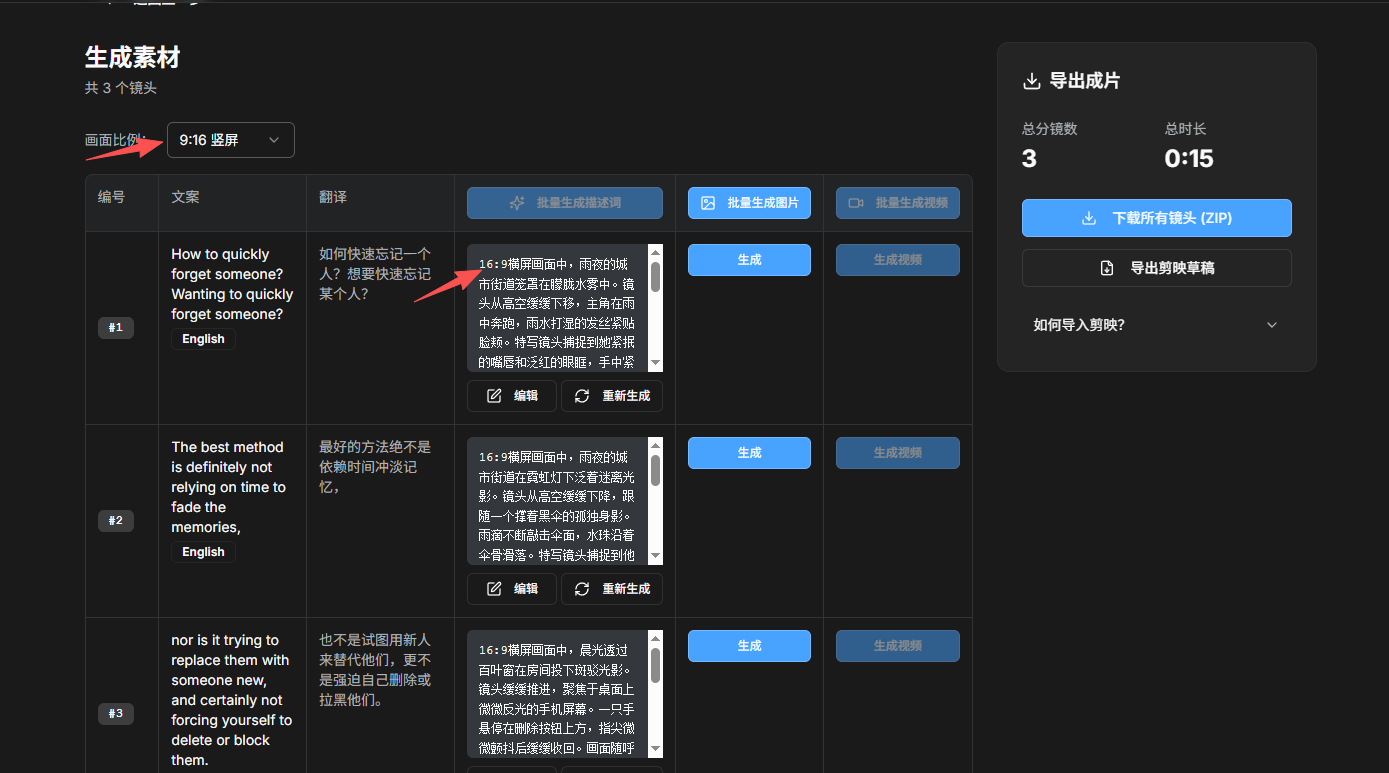 生成素材
共 3 个镜头
画面比例:
9:16 竖屏
编号
文案
翻译
批量生成描述词
批量生成图片
批量生成视频
#1
How to quickly
forget someone?
Wanting to quickly
forget someone?
English
如何快速忘记一个
人？想要快速忘记
某个人？
16:9横屏画面中，雨夜的城
市街道笼罩在朦胧水雾中。镜
头从高空缓缓下移，主角在雨
中奔跑，雨水打湿的发丝紧贴
脸颊。特写镜头捕捉到她紧抿
的嘴唇和泛红的眼眶，手中紧
编辑
重新生成
生成
生成视频
#2
The best method
is definitely not
relying on time to
fade the
memories,
English
最好的方法绝不是
依赖时间冲淡记
忆，
16:9横屏画面中，雨夜的城
市街道在霓虹灯下泛着迷离光
影。镜头从高空缓缓下降，跟
随一个撑着黑伞的孤独身影。
雨滴不断敲击伞面，水珠沿着
伞骨滑落。特写镜头捕捉到他
编辑
重新生成
生成
生成视频
#3
nor is it trying to
replace them with
someone new,
and certainly not
forcing yourself to
delete or block
them.
也不是试图用新人
来替代他们，更不
是强迫自己删除或
拉黑他们。
16:9横屏画面中，晨光透过
百叶窗在房间投下斑驳光影。
镜头缓缓推进，聚焦于桌面上
微微反光的手机屏幕。一只手
悬停在删除按钮上方，指尖微
微颤抖后缓缓收回。画面随呼
生成
生成视频
导出成片
总分镜数
总时长
3
0:15
下载所有镜头 (ZIP)
导出剪映草稿
如何导入剪映？